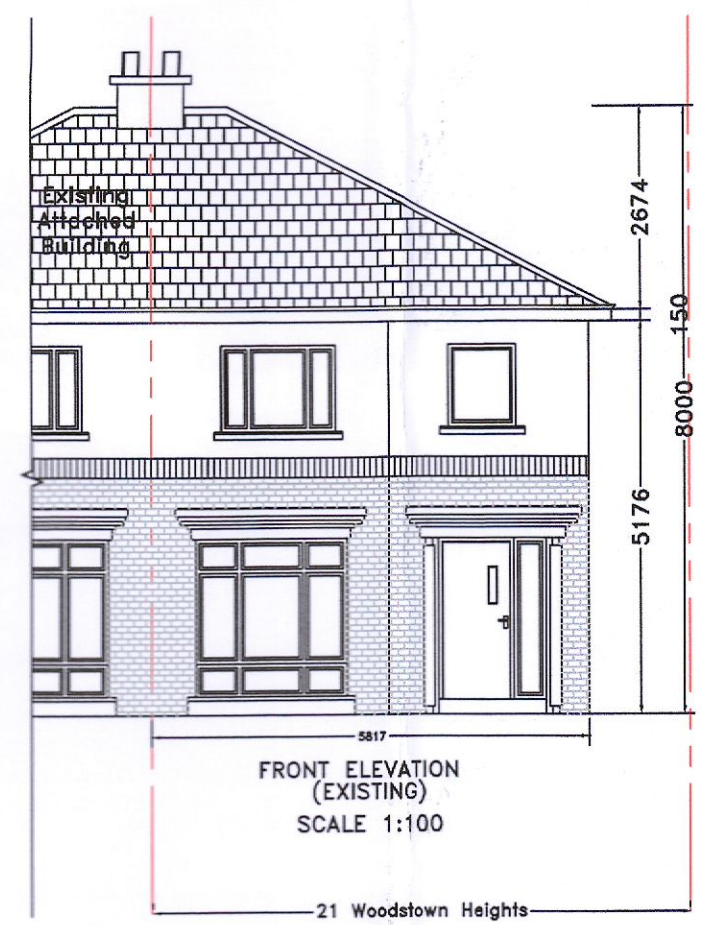 Existing
Attached
Building
2674
150
8000
5176
5817
FRONT ELEVATION
(EXISTING)
SCALE 1:100
21 Woodstown Heights